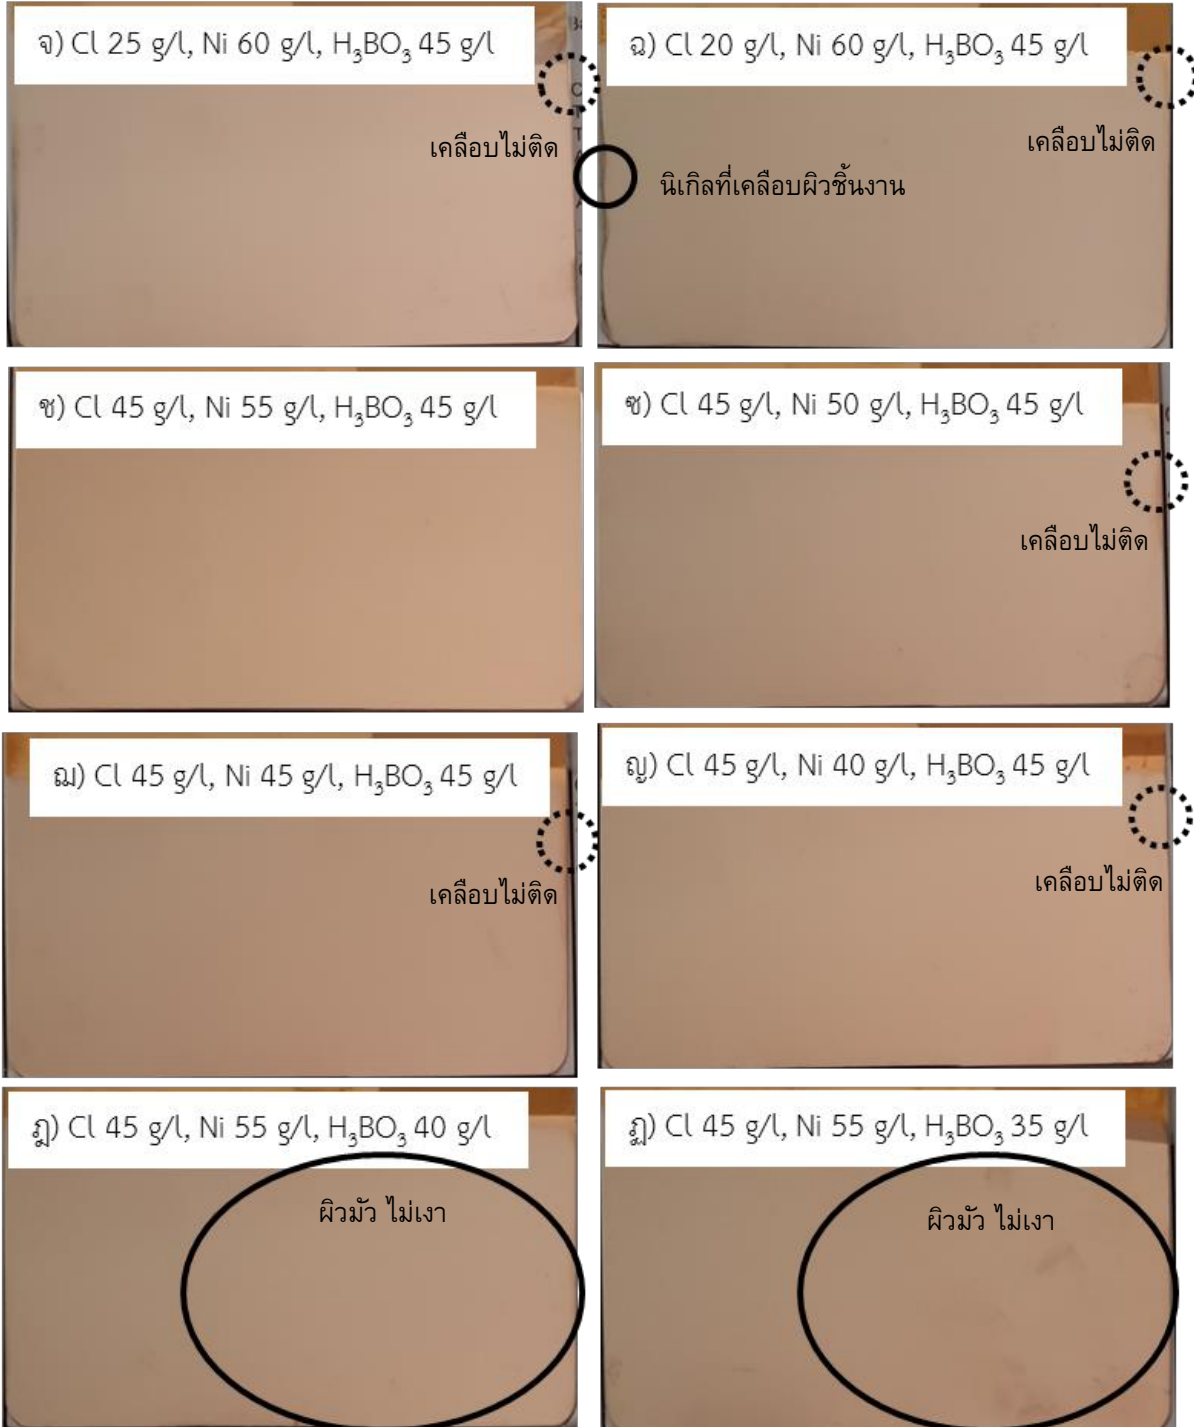 จ) Cl 25 g/l, Ni 60 g/l, H₃BO₃ 45 g/l
เคลือบไม่ติด
ฉ) Cl 20 g/l, Ni 60 g/l, H₃BO₃ 45 g/l
เคลือบไม่ติด
นิเกิลที่เคลือบผิวชิ้นงาน
ช) Cl 45 g/l, Ni 55 g/l, H₃BO₃ 45 g/l
ซ) Cl 45 g/l, Ni 50 g/l, H₃BO₃ 45 g/l
เคลือบไม่ติด
ฌ) Cl 45 g/l, Ni 45 g/l, H₃BO₃ 45 g/l
เคลือบไม่ติด
ญ) Cl 45 g/l, Ni 40 g/l, H₃BO₃ 45 g/l
เคลือบไม่ติด
ฎ) Cl 45 g/l, Ni 55 g/l, H₃BO₃ 40 g/l
ผิวมัว ไม่เงา
ฏ) Cl 45 g/l, Ni 55 g/l, H₃BO₃ 35 g/l
ผิวมัว ไม่เงา